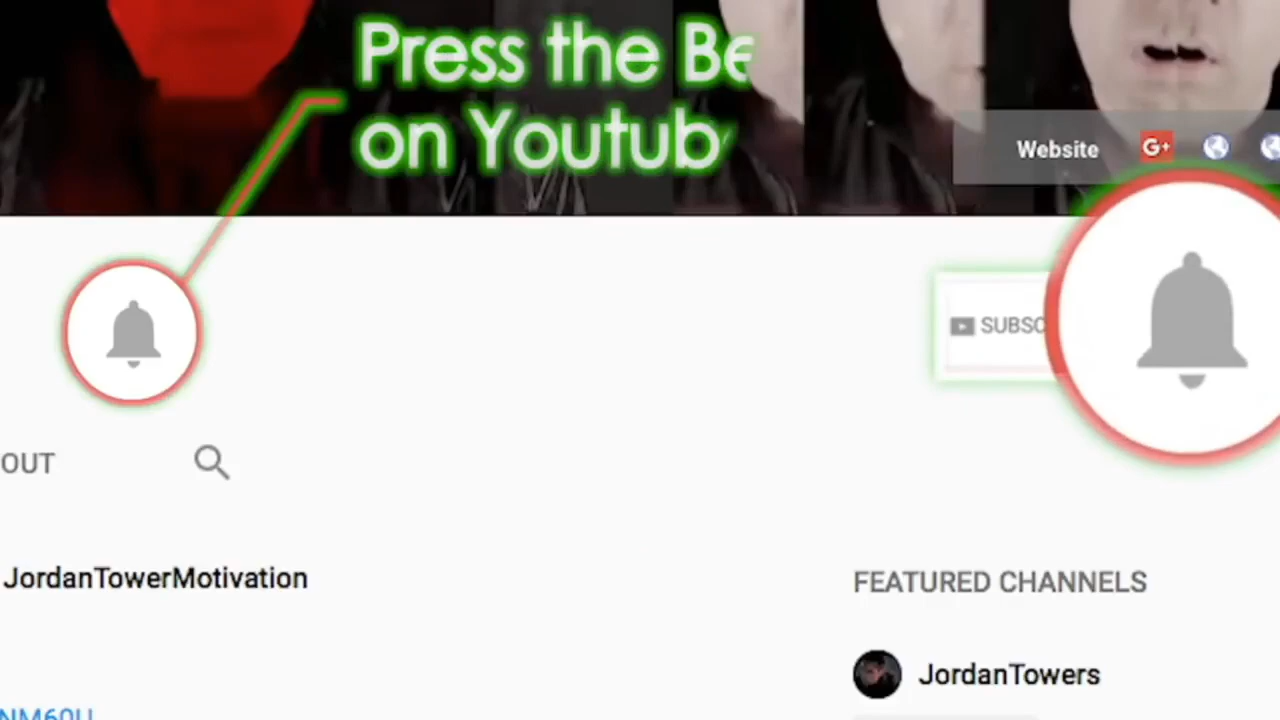 Press the Be
on Youtub
Website
G+
SUBSC
OUT
JordanTowerMotivation
FEATURED CHANNELS
JordanTowers